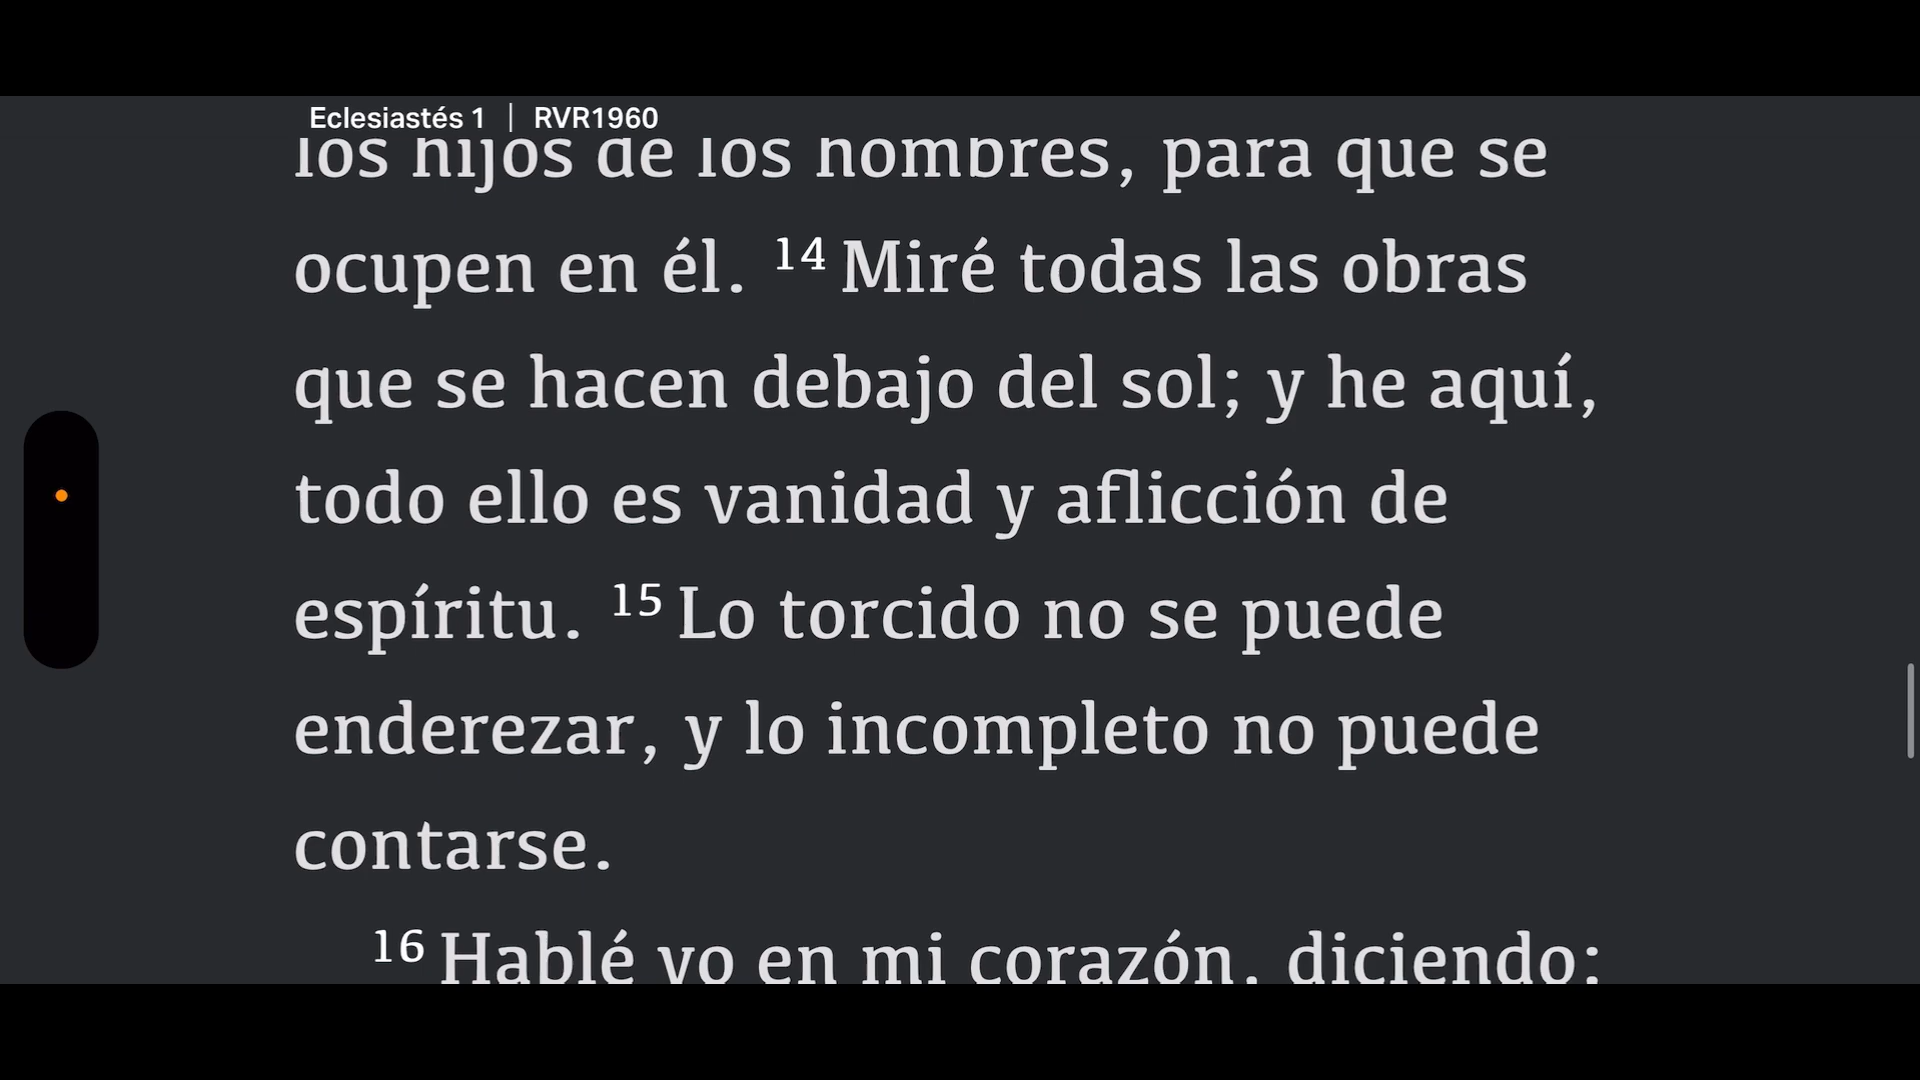 Eclesiastés 1 | RVR1960
los hijos de los hombres, para que se
ocupen en él. 14 Miré todas las obras
que se hacen debajo del sol; y he aquí,
todo ello es vanidad y aflicción de
espíritu. 15 Lo torcido no se puede
enderezar, y lo incompleto no puede
contarse.
16 Hablé yo en mi corazón, diciendo: